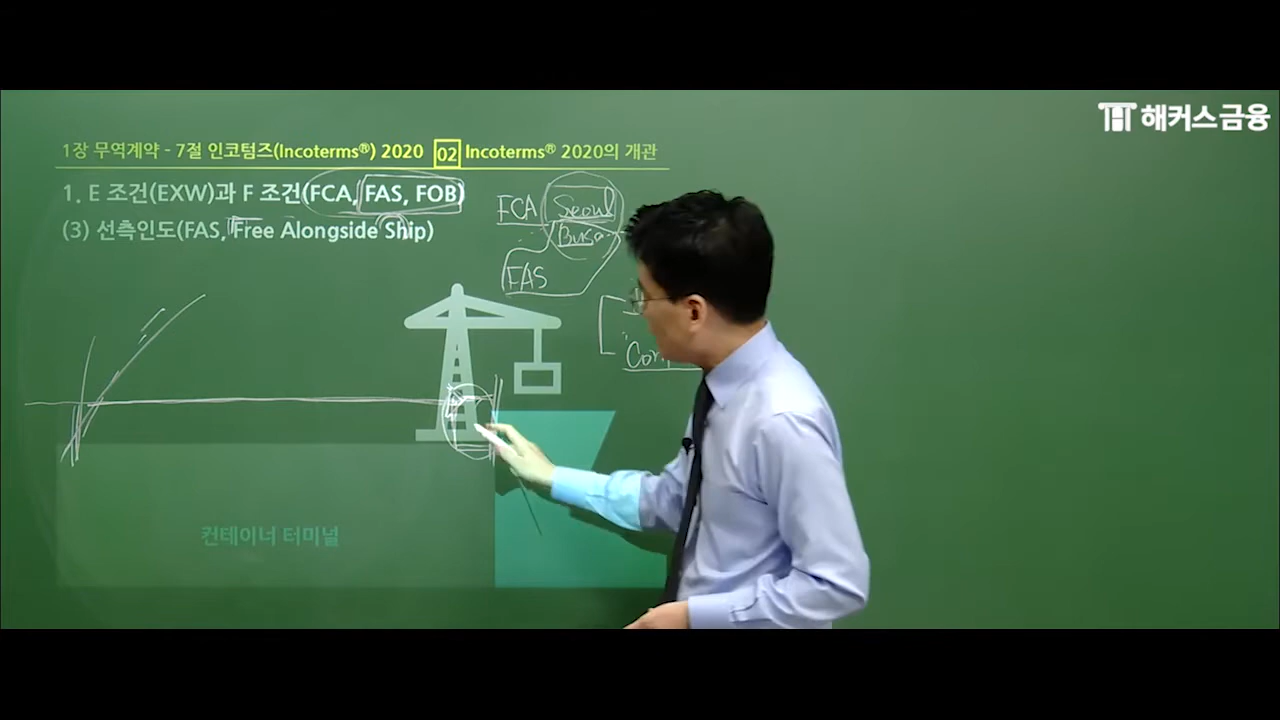 해커스금융
1장 무역계약 - 7절 인코텀즈(Incoterms®) 2020 02 Incoterms® 2020의 개관
1. E 조건(EXW)과 F 조건(FCA, FAS, FOB)
(3) 선측인도(FAS, Free Alongside Ship)
FCA Seoul
FAS
컨테이너 터미널